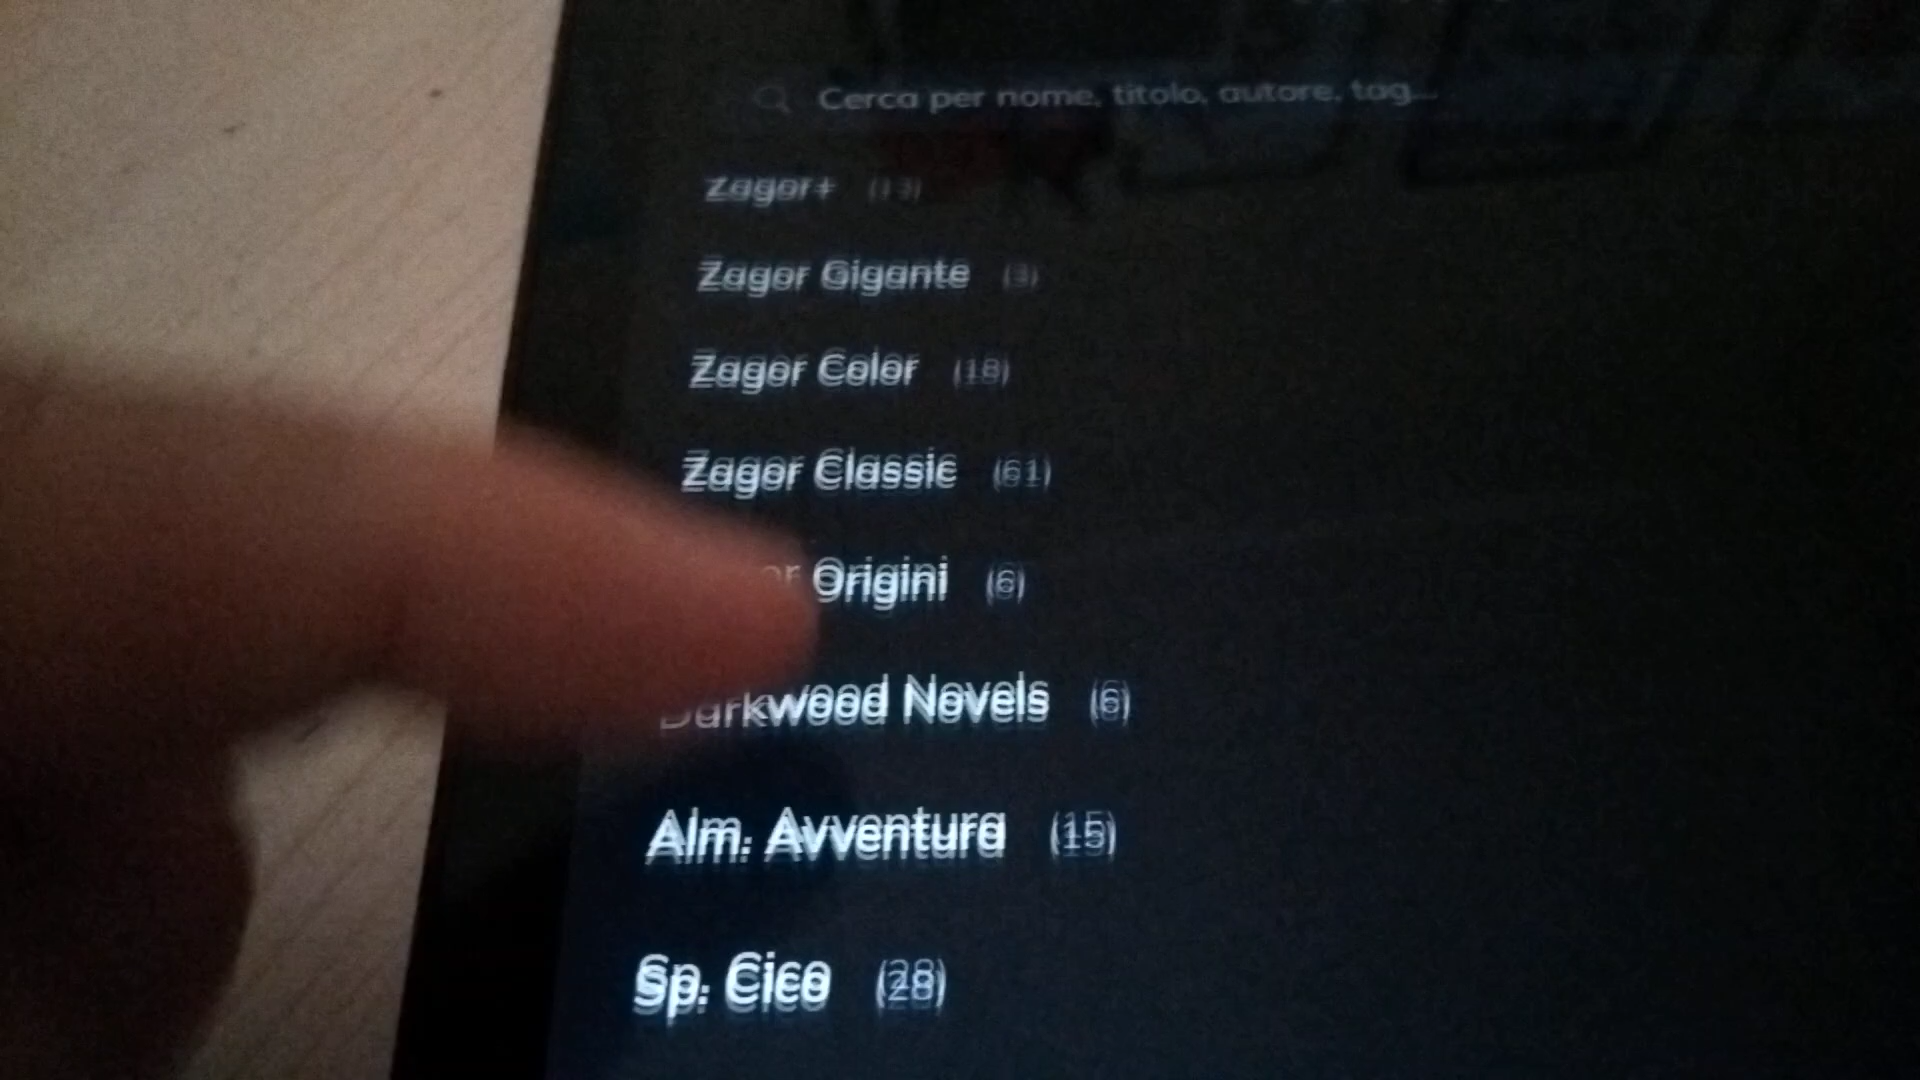 Cerca per nome, titolo, autore, tag...
Zagor+ (13)
Zagor Gigante (3)
Zagor Color (18)
Zagor Classic (61)
or Origini (6)
Darkwood Novels (6)
Alm. Avventura (15)
Sp. Cico (28)